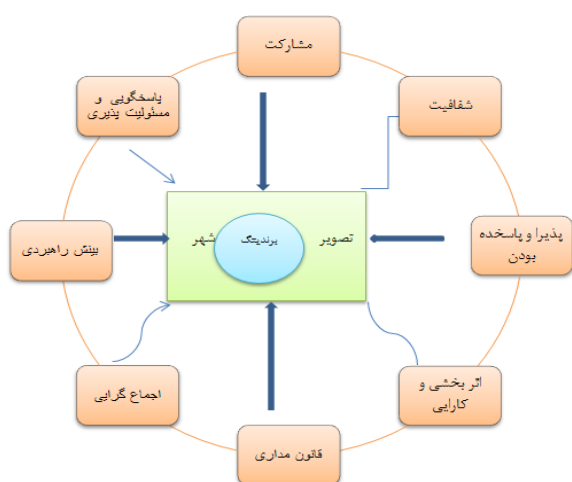 مشارکت
شفافیت
پاسخگویی و
مسئولیت پذیری
پذیرا و پاسخده
بودن
تصویر برندینگ شهر
بینش راهبردی
اثر بخشی و
کارایی
اجماع گرایی
قانون مداری